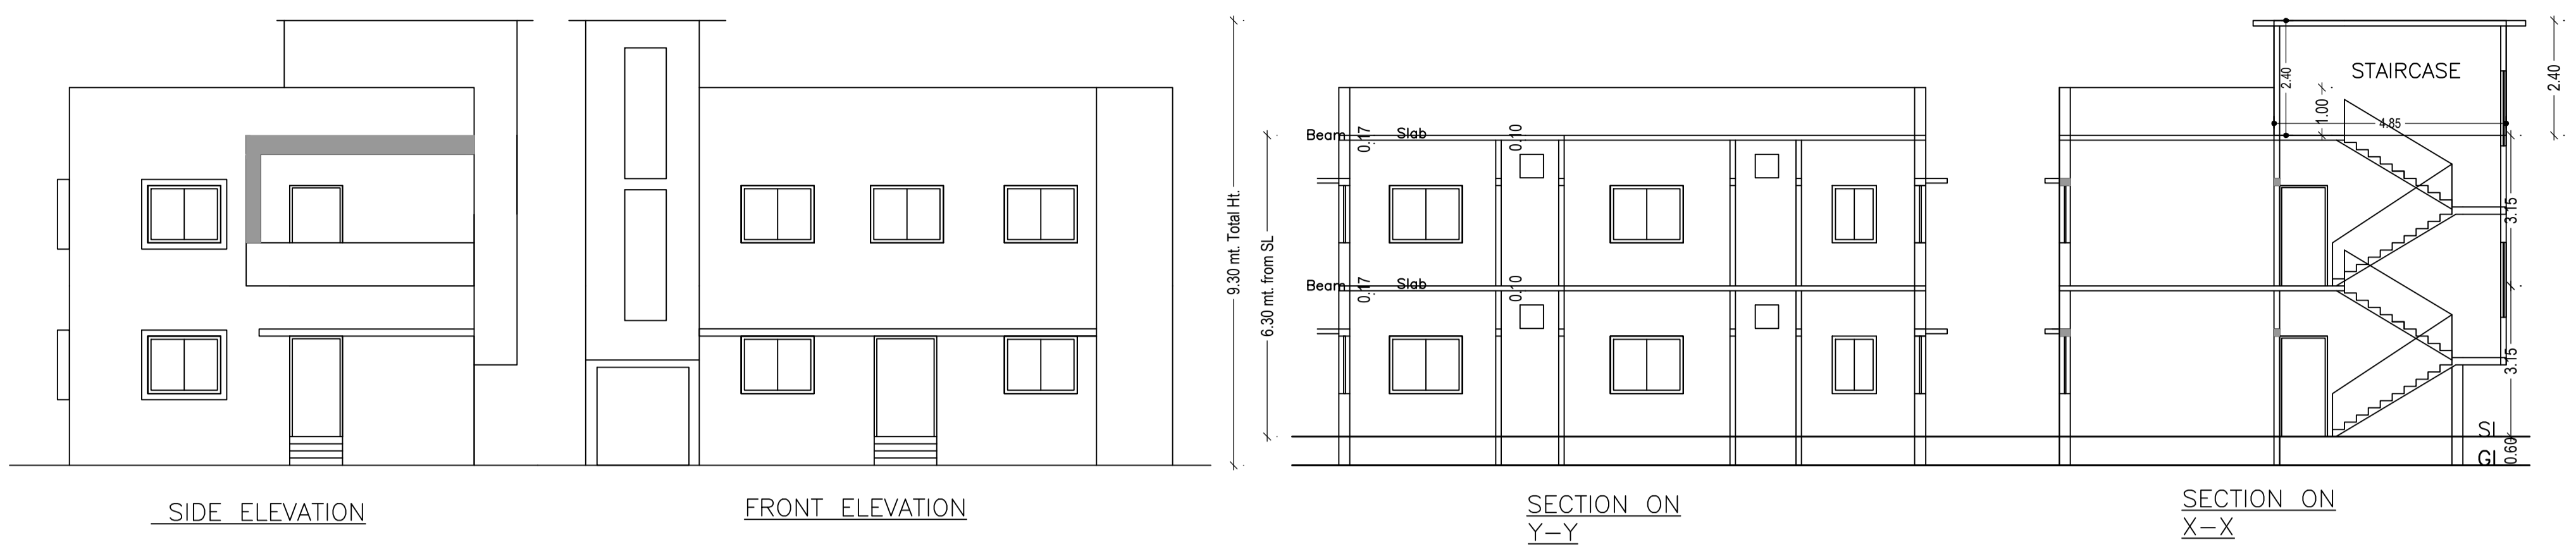 STAIRCASE
2.40
2.40
1.00
4.85
Beam
0.17
Slab
0.10
9.30 mt. Total Ht.
6.30 mt. from SL
3.15
Beam
0.17
Slab
0.10
3.15
SL
GL
0.60
SIDE ELEVATION
FRONT ELEVATION
SECTION ON
Y-Y
SECTION ON
X-X